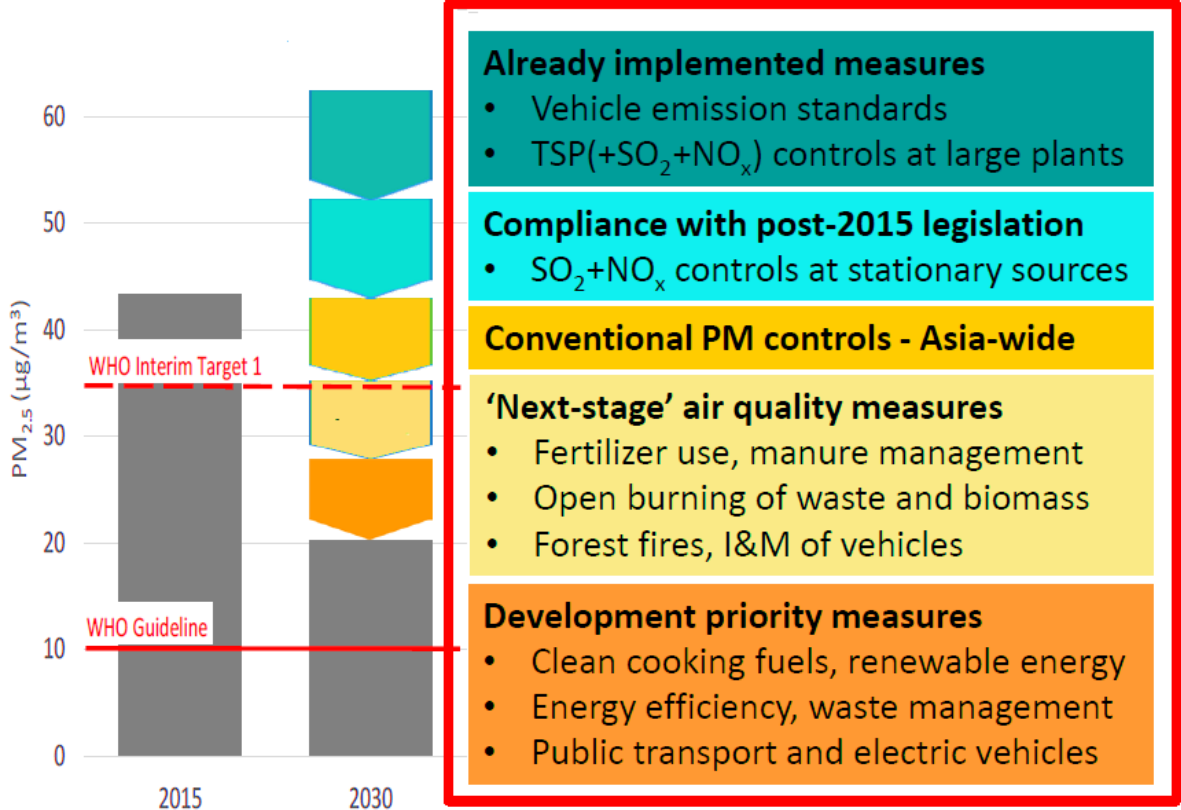 60
50
40
30
20
10
0
PM₂.₅ (µg/m³)
WHO Interim Target 1
WHO Guideline
2015
2030
Already implemented measures
• Vehicle emission standards
• TSP(+SO₂+NOₓ) controls at large plants
Compliance with post-2015 legislation
• SO₂+NOₓ controls at stationary sources
Conventional PM controls - Asia-wide
‘Next-stage’ air quality measures
• Fertilizer use, manure management
• Open burning of waste and biomass
• Forest fires, I&M of vehicles
Development priority measures
• Clean cooking fuels, renewable energy
• Energy efficiency, waste management
• Public transport and electric vehicles